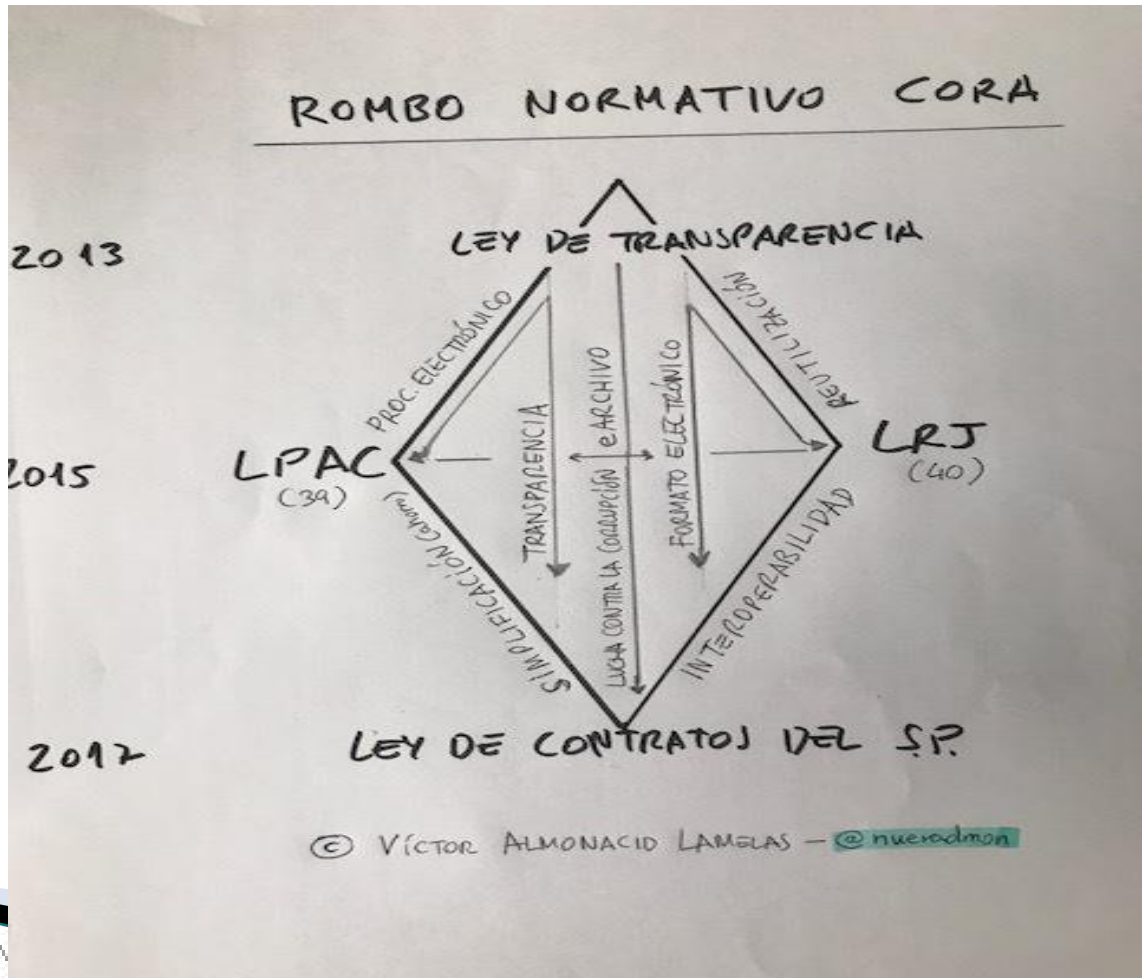 ROMBO NORMATIVO CORA
2013
LEY DE TRANSPARENCIA
PROC. ELECTRÓNICO
REUTILIZACIÓN
TRANSPARENCIA
LUCHA CONTRA LA CORRUPCIÓN
eARCHIVO
FORMATO ELECTRÓNICO
2015
LPAC
(39)
LRJ
(40)
SIMPLIFICACIÓN (ahorro)
INTEROPERABILIDAD
2017
LEY DE CONTRATOS DEL S.P.
© VÍCTOR ALMONACID LAMELAS – @nuevadmon